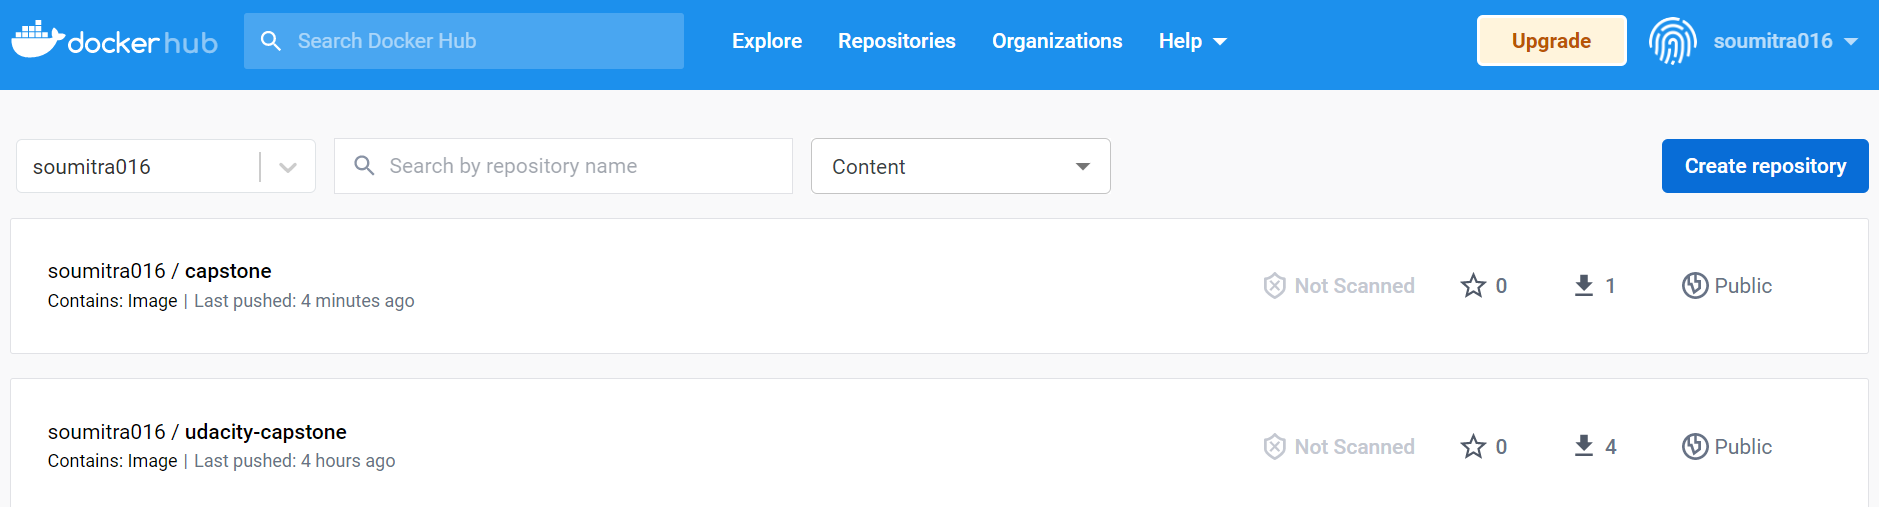 docker hub
Search Docker Hub
Explore
Repositories
Organizations
Help
Upgrade
soumitra016
soumitra016
Search by repository name
Content
Create repository
soumitra016 / capstone
Contains: Image | Last pushed: 4 minutes ago
Not Scanned
0
1
Public
soumitra016 / udacity-capstone
Contains: Image | Last pushed: 4 hours ago
Not Scanned
0
4
Public